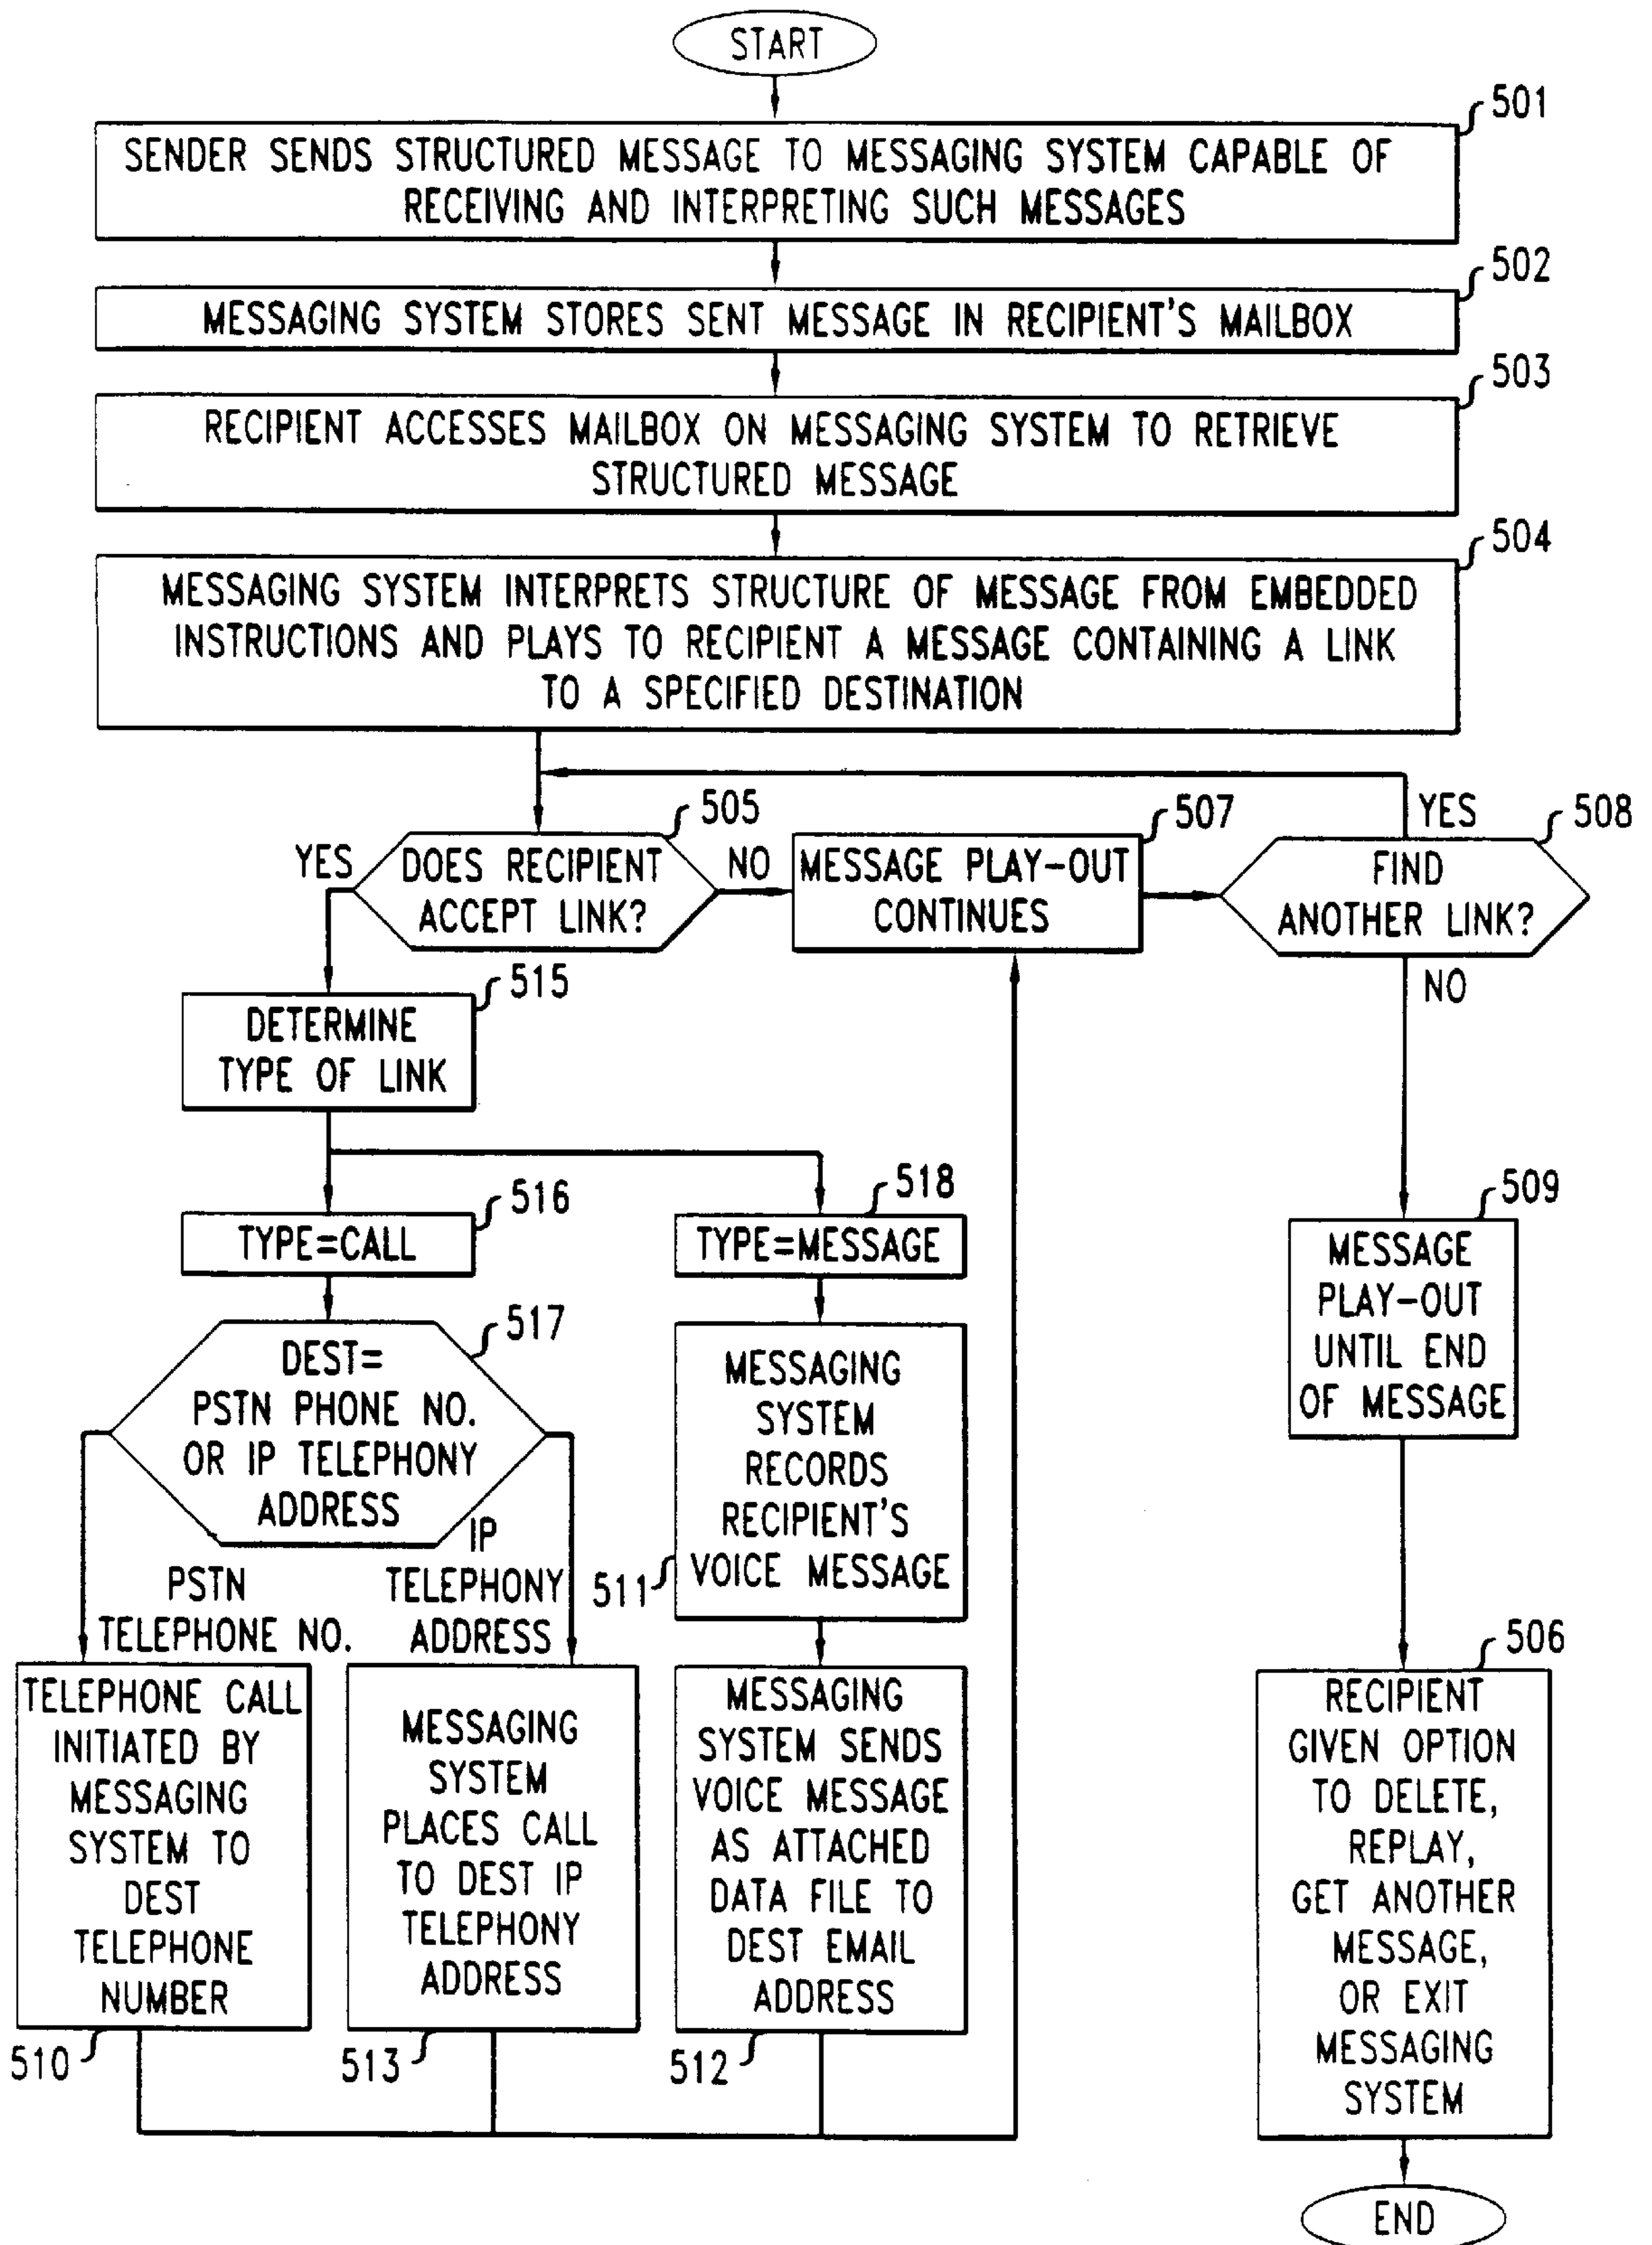 START
501
SENDER SENDS STRUCTURED MESSAGE TO MESSAGING SYSTEM CAPABLE OF
RECEIVING AND INTERPRETING SUCH MESSAGES
502
MESSAGING SYSTEM STORES SENT MESSAGE IN RECIPIENT'S MAILBOX
503
RECIPIENT ACCESSES MAILBOX ON MESSAGING SYSTEM TO RETRIEVE
STRUCTURED MESSAGE
504
MESSAGING SYSTEM INTERPRETS STRUCTURE OF MESSAGE FROM EMBEDDED
INSTRUCTIONS AND PLAYS TO RECIPIENT A MESSAGE CONTAINING A LINK
TO A SPECIFIED DESTINATION
505
YES
DOES RECIPIENT
ACCEPT LINK?
NO
507
MESSAGE PLAY-OUT
CONTINUES
YES
508
FIND
ANOTHER LINK?
NO
515
DETERMINE
TYPE OF LINK
516
TYPE=CALL
518
TYPE=MESSAGE
517
DEST=
PSTN PHONE NO.
OR IP TELEPHONY
ADDRESS
PSTN
TELEPHONE NO.
IP
TELEPHONY
ADDRESS
511
MESSAGING
SYSTEM
RECORDS
RECIPIENT'S
VOICE MESSAGE
509
MESSAGE
PLAY-OUT
UNTIL END
OF MESSAGE
TELEPHONE CALL
INITIATED BY
MESSAGING
SYSTEM TO
DEST
TELEPHONE
NUMBER
510
MESSAGING
SYSTEM
PLACES CALL
TO DEST IP
TELEPHONY
ADDRESS
513
MESSAGING
SYSTEM SENDS
VOICE MESSAGE
AS ATTACHED
DATA FILE TO
DEST EMAIL
ADDRESS
512
506
RECIPIENT
GIVEN OPTION
TO DELETE,
REPLAY,
GET ANOTHER
MESSAGE,
OR EXIT
MESSAGING
SYSTEM
END